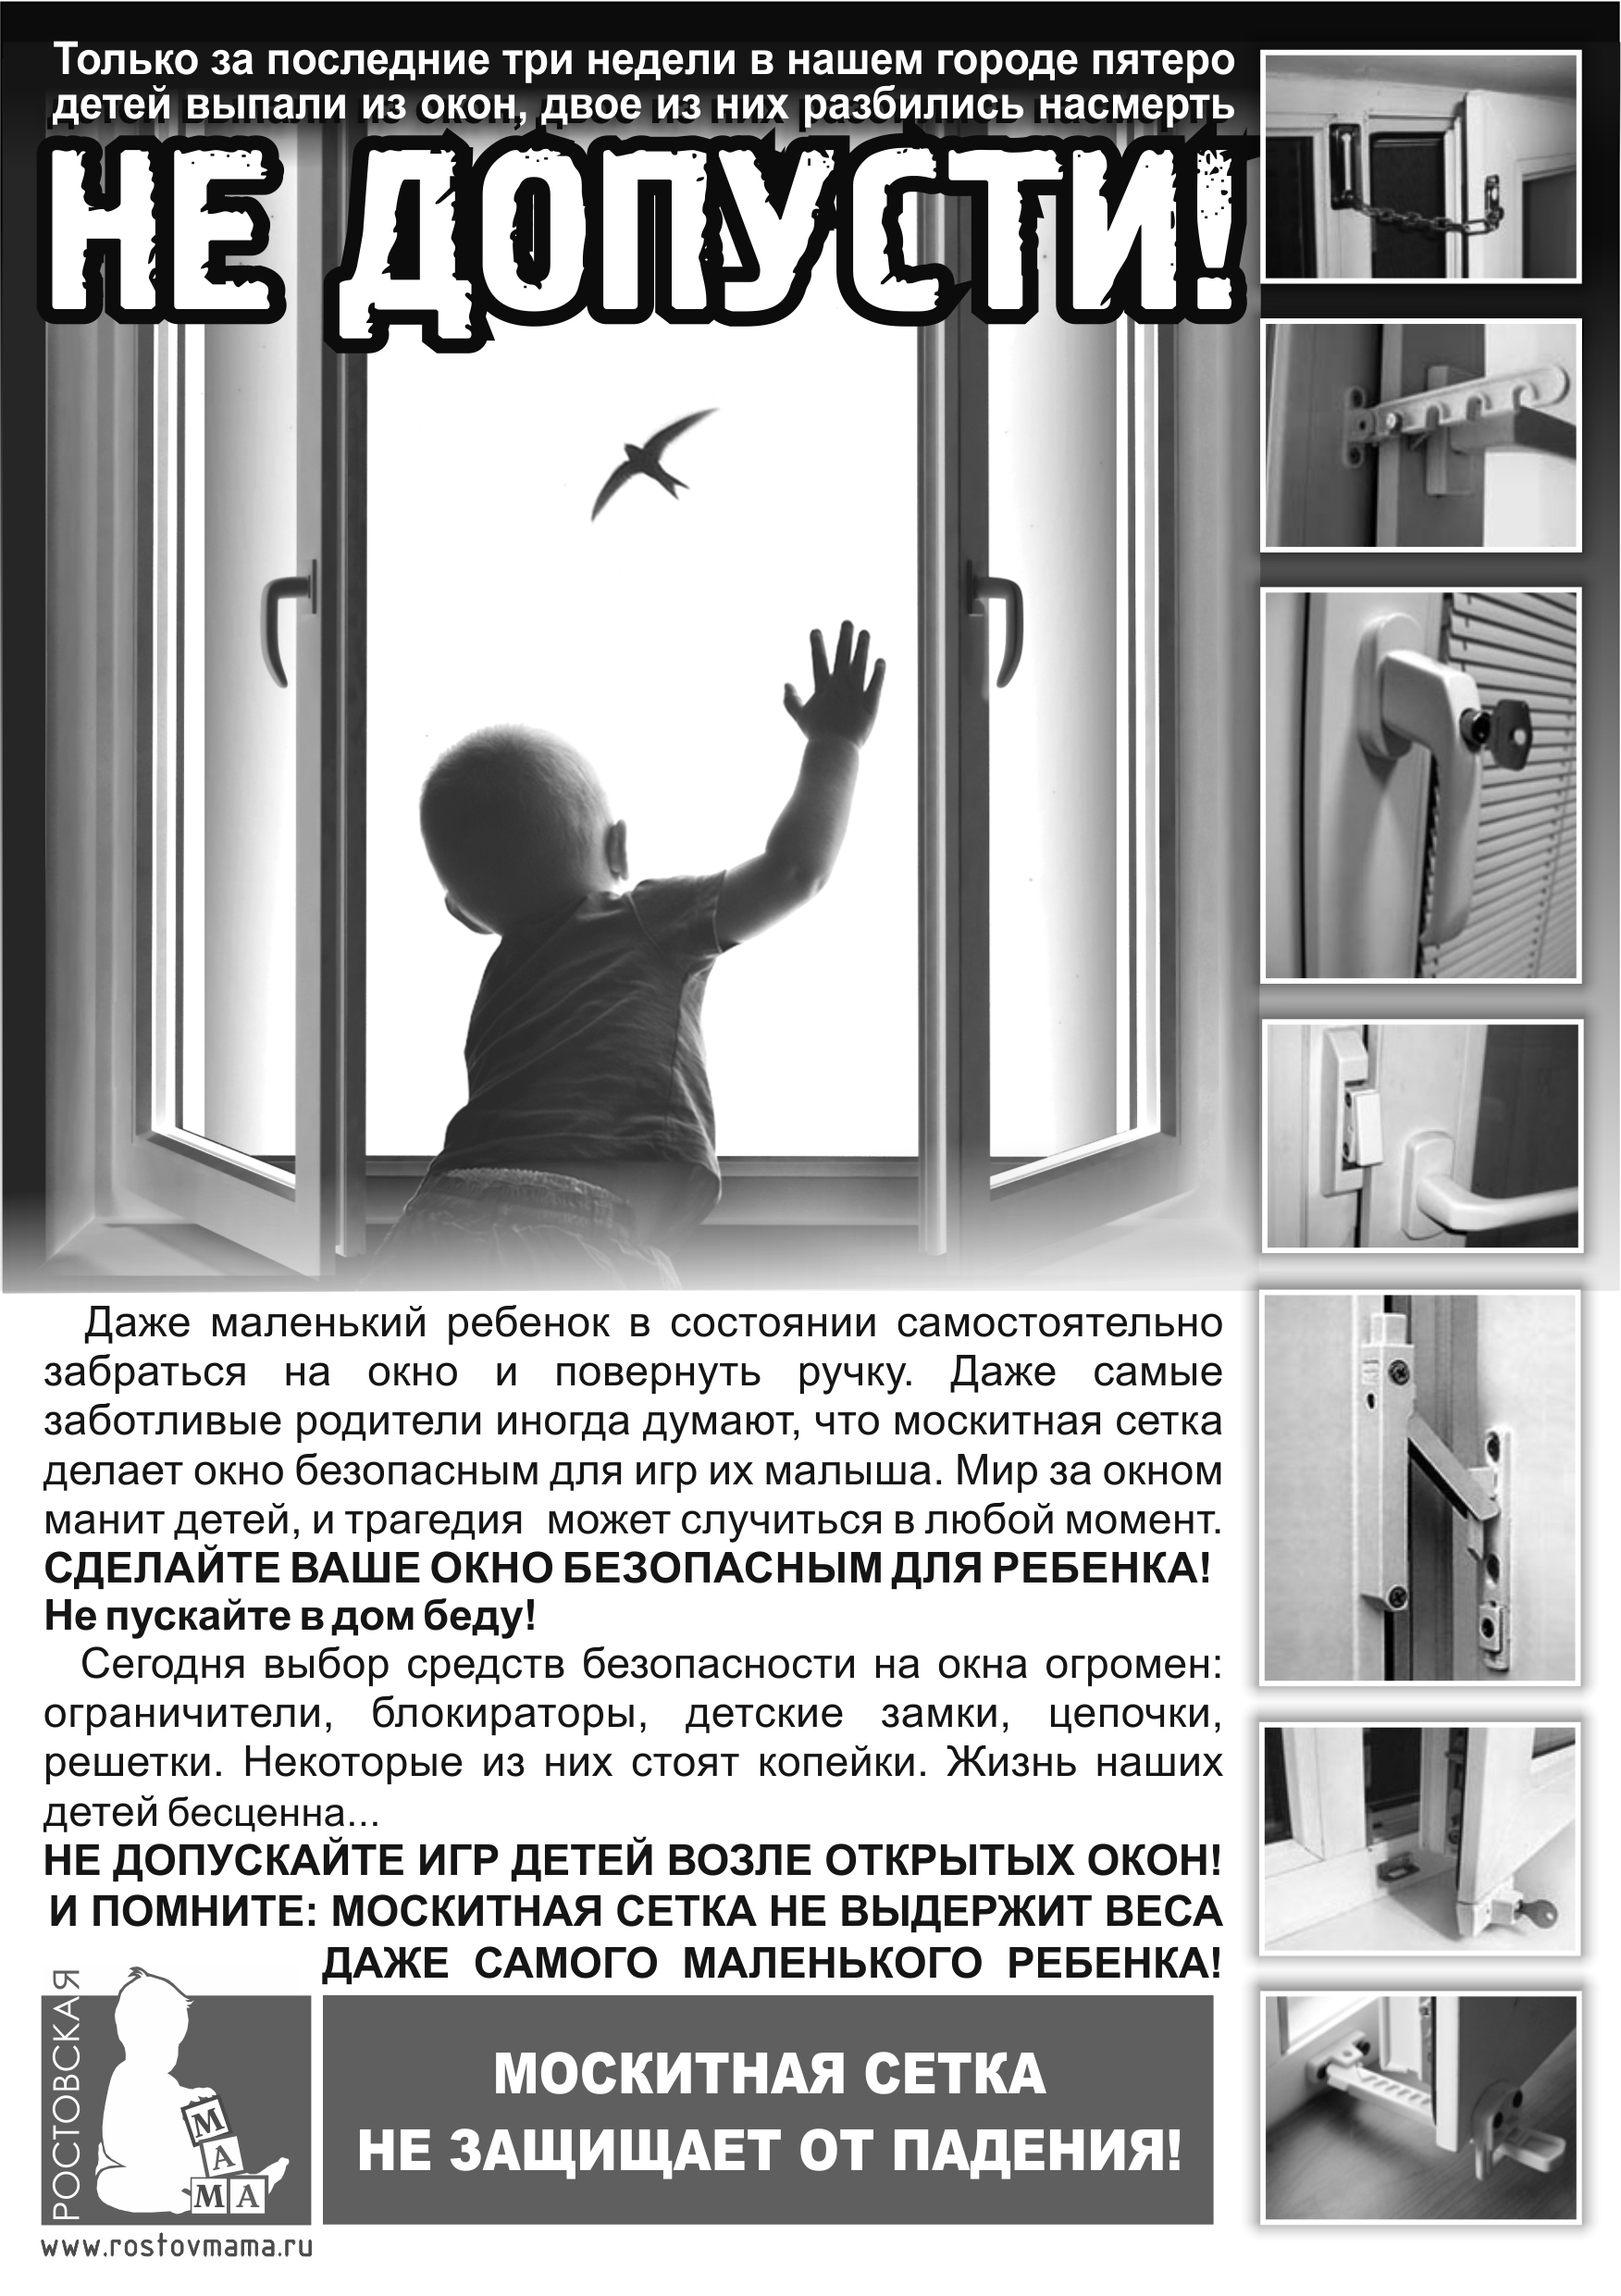 Только за последние три недели в нашем городе пятеро
детей выпали из окон, двое из них разбились насмерть
НЕ ДОПУСТИ!
Даже маленький ребенок в состоянии самостоятельно
забраться на окно и повернуть ручку. Даже самые
заботливые родители иногда думают, что москитная сетка
делает окно безопасным для игр их малыша. Мир за окном
манит детей, и трагедия может случиться в любой момент.
СДЕЛАЙТЕ ВАШЕ ОКНО БЕЗОПАСНЫМ ДЛЯ РЕБЕНКА!
Не пускайте в дом беду!
Сегодня выбор средств безопасности на окна огромен:
ограничители, блокираторы, детские замки, цепочки,
решетки. Некоторые из них стоят копейки. Жизнь наших
детей бесценна...
НЕ ДОПУСКАЙТЕ ИГР ДЕТЕЙ ВОЗЛЕ ОТКРЫТЫХ ОКОН!
И ПОМНИТЕ: МОСКИТНАЯ СЕТКА НЕ ВЫДЕРЖИТ ВЕСА
ДАЖЕ САМОГО МАЛЕНЬКОГО РЕБЕНКА!
РОСТОВСКАЯ
М
А
М А
www.rostovmama.ru
МОСКИТНАЯ СЕТКА
НЕ ЗАЩИЩАЕТ ОТ ПАДЕНИЯ!